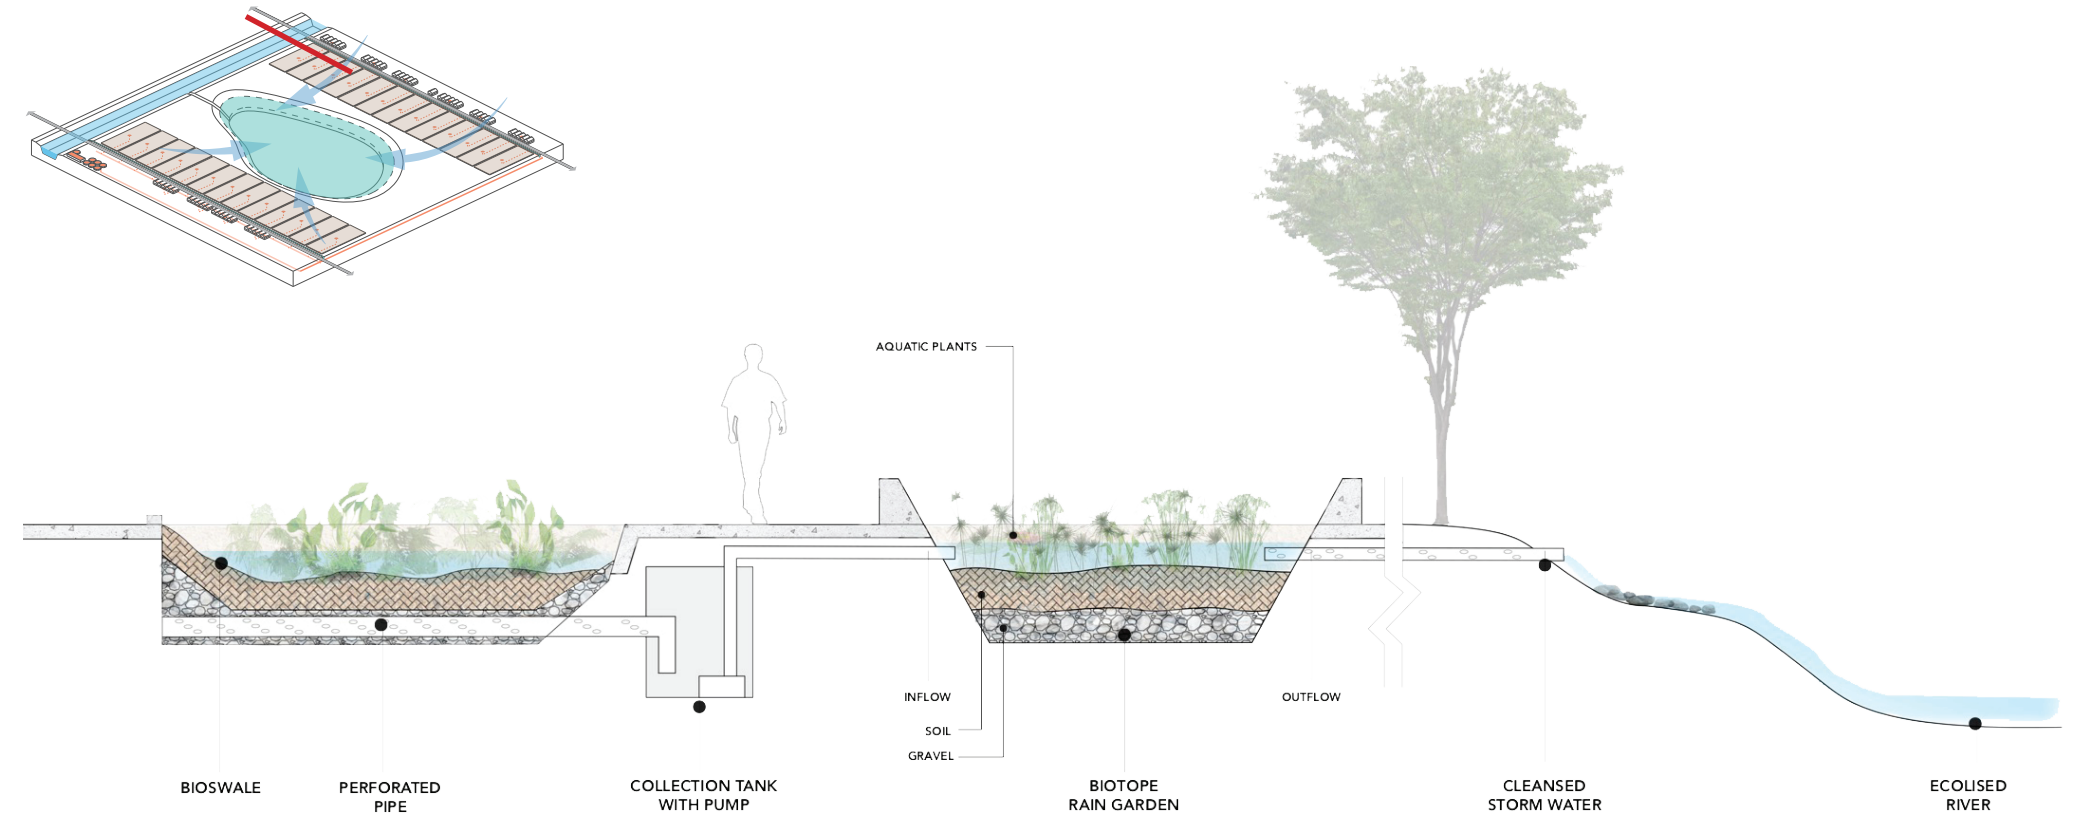 AQUATIC PLANTS
INFLOW
OUTFLOW
SOIL
GRAVEL
BIOSWALE
PERFORATED
PIPE
COLLECTION TANK
WITH PUMP
BIOTOPE
RAIN GARDEN
CLEANSED
STORM WATER
ECOLISED
RIVER